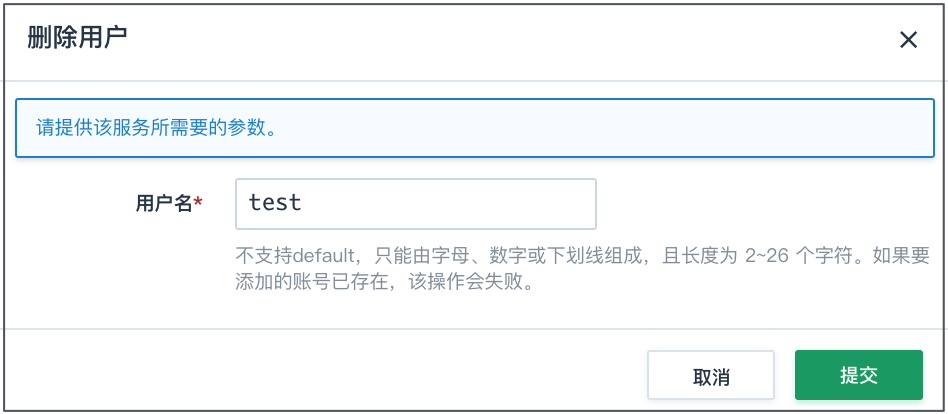 删除用户
请提供该服务所需要的参数。
用户名*
test
不支持default，只能由字母、数字或下划线组成，且长度为 2~26 个字符。如果要
添加的账号已存在，该操作会失败。
取消
提交